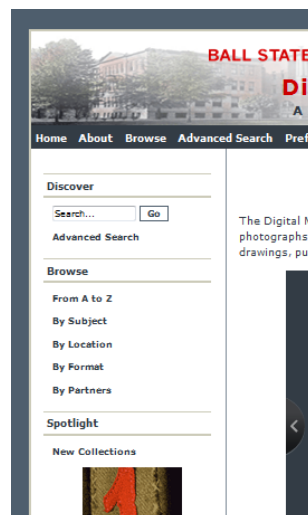 BALL STATE
Di
A
Home About Browse Advanced Search Pref
Discover
Search... Go
Advanced Search
Browse
From A to Z
By Subject
By Location
By Format
By Partners
Spotlight
New Collections
The Digital M
photographs
drawings, pu